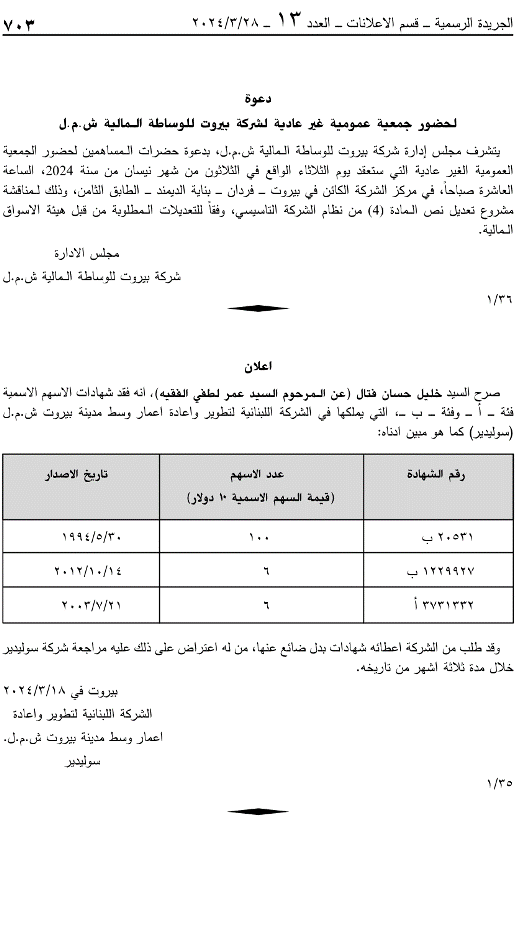 الجريدة الرسمية ــ قسم الاعلانات ــ العدد ١٣ ــ ٢٠٢٤/٣/٢٨
٧٠٣
دعوة
لحضور جمعية عمومية غير عادية لشركة بيروت للوساطة المالية ش.م.ل
يتشرف مجلس إدارة شركة بيروت للوساطة المالية ش.م.ل، بدعوة حضرات المساهمين لحضور الجمعية
العمومية الغير عادية التي ستعقد يوم الثلاثاء الواقع في الثلاثون من شهر نيسان من سنة 2024، الساعة
العاشرة صباحاً، في مركز الشركة الكائن في بيروت ــ فردان ــ بناية الديمند ــ الطابق الثامن، وذلك لمناقشة
مشروع تعديل نص المادة (4) من نظام الشركة التاسيسي، وفقاً للتعديلات المطلوبة من قبل هيئة الاسواق
المالية.
مجلس الادارة
شركة بيروت للوساطة المالية ش.م.ل
١/٣٦
اعلان
صرح السيد خليل حسان فتال (عن المرحوم السيد عمر لطفي الفقيه)، انه فقد شهادات الاسهم الاسمية
فئة ــ أ ــ وفئة ــ ب ــ، التي يملكها في الشركة اللبنانية لتطوير واعادة اعمار وسط مدينة بيروت ش.م.ل
(سوليدير) كما هو مبين ادناه:
رقم الشهادة عدد الاسهم تاريخ الاصدار
(قيمة السهم الاسمية ١٠ دولار)
٢٠٥٣١ ب ١٠٠ ١٩٩٤/٥/٣٠
١٢٢٩٩٢٧ ب ٦ ٢٠١٢/١٠/١٤
٣٧٣١٣٣٢ أ ٦ ٢٠٠٣/٧/٢١
وقد طلب من الشركة اعطائه شهادات بدل ضائع عنها، من له اعتراض على ذلك عليه مراجعة شركة سوليدير
خلال مدة ثلاثة اشهر من تاريخه.
بيروت في ٢٠٢٤/٣/١٨
الشركة اللبنانية لتطوير واعادة
اعمار وسط مدينة بيروت ش.م.ل.
سوليدير
١/٣٥